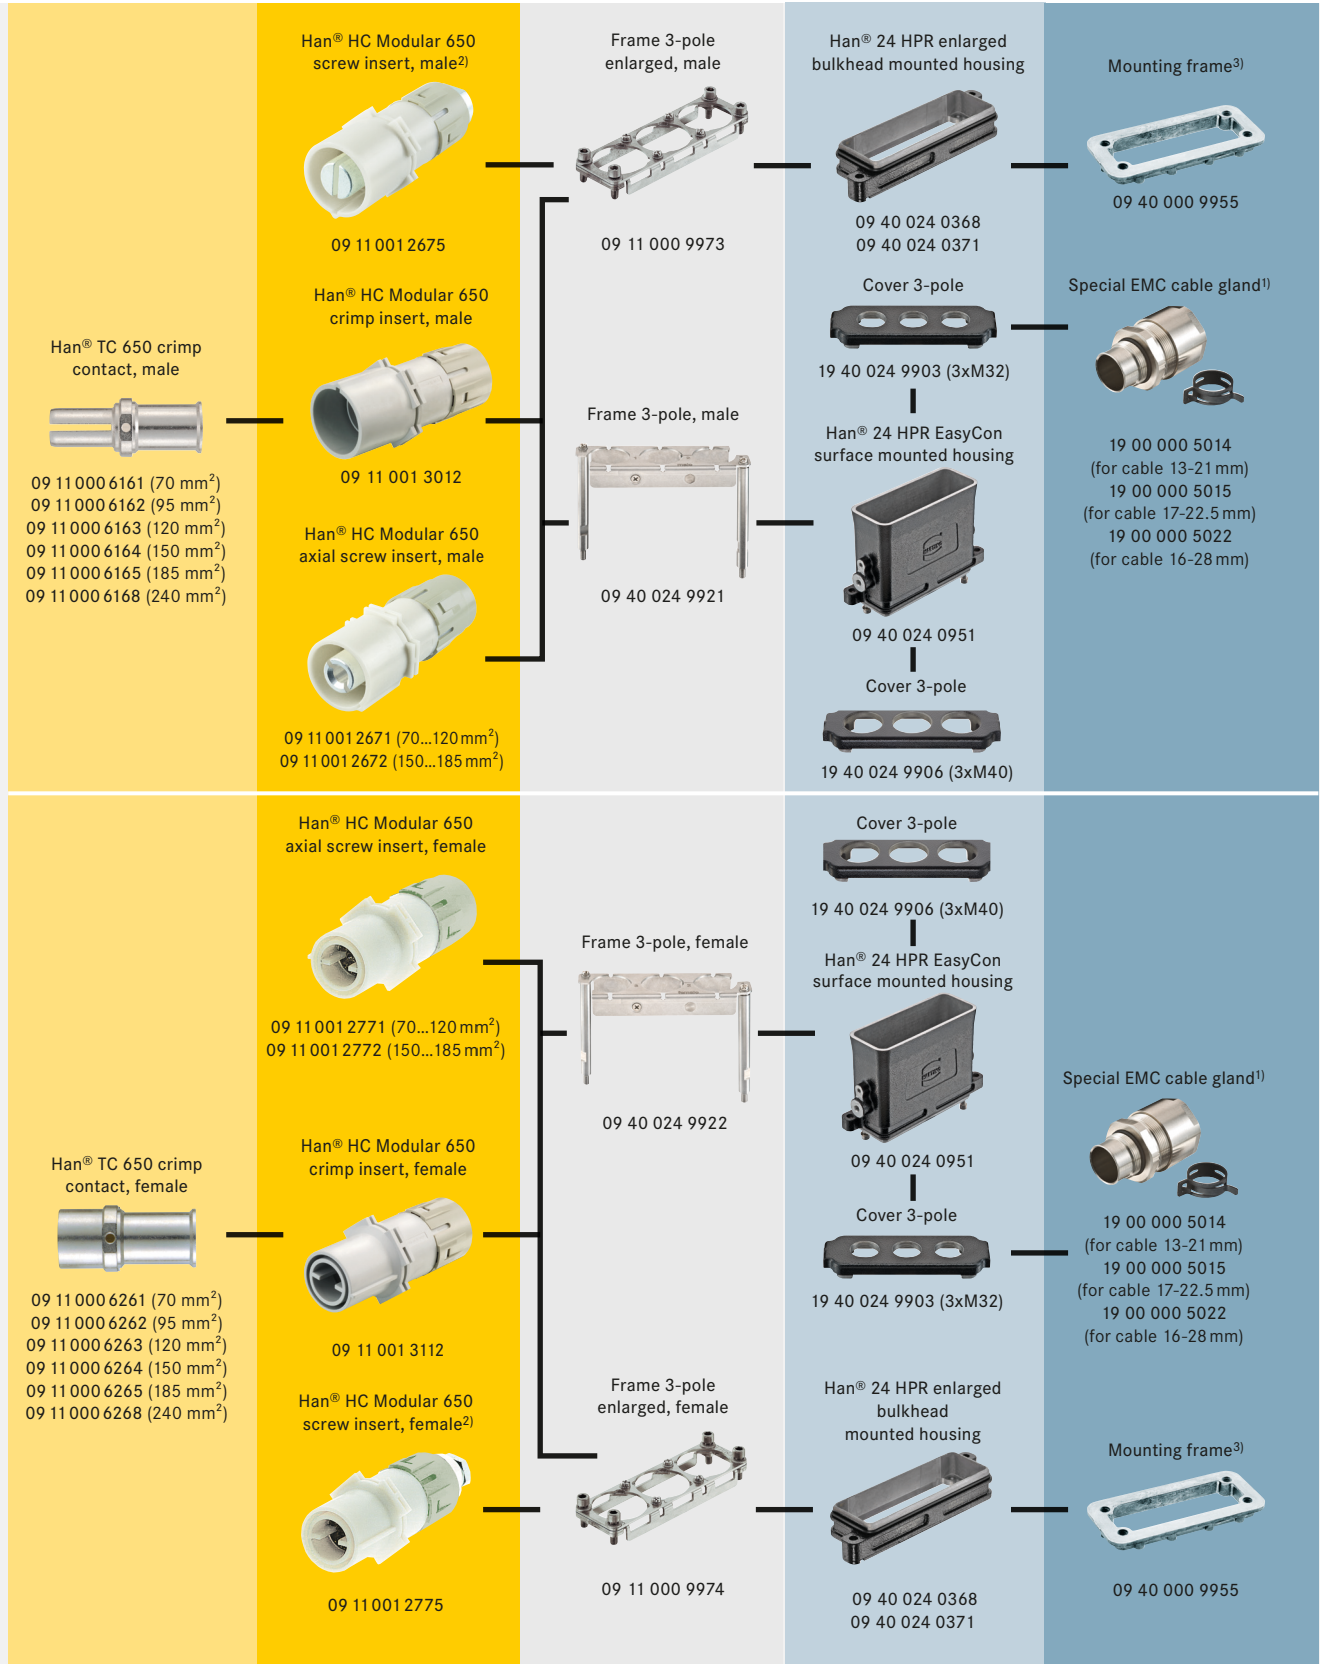 Han® TC 650 crimp
contact, male
09 11 000 6161 (70 mm²)
09 11 000 6162 (95 mm²)
09 11 000 6163 (120 mm²)
09 11 000 6164 (150 mm²)
09 11 000 6165 (185 mm²)
09 11 000 6168 (240 mm²)
Han® HC Modular 650
screw insert, male2)
09 11 001 2675
Han® HC Modular 650
crimp insert, male
09 11 001 3012
Han® HC Modular 650
axial screw insert, male
09 11 001 2671 (70...120 mm²)
09 11 001 2672 (150...185 mm²)
Frame 3-pole
enlarged, male
09 11 000 9973
Frame 3-pole, male
09 40 024 9921
Han® 24 HPR enlarged
bulkhead mounted housing
09 40 024 0368
09 40 024 0371
Cover 3-pole
19 40 024 9903 (3xM32)
Han® 24 HPR EasyCon
surface mounted housing
09 40 024 0951
Cover 3-pole
19 40 024 9906 (3xM40)
Mounting frame3)
09 40 000 9955
Special EMC cable gland1)
19 00 000 5014
(for cable 13-21 mm)
19 00 000 5015
(for cable 17-22.5 mm)
19 00 000 5022
(for cable 16-28 mm)
Han® TC 650 crimp
contact, female
09 11 000 6261 (70 mm²)
09 11 000 6262 (95 mm²)
09 11 000 6263 (120 mm²)
09 11 000 6264 (150 mm²)
09 11 000 6265 (185 mm²)
09 11 000 6268 (240 mm²)
Han® HC Modular 650
axial screw insert, female
09 11 001 2771 (70...120 mm²)
09 11 001 2772 (150...185 mm²)
Han® HC Modular 650
crimp insert, female
09 11 001 3112
Han® HC Modular 650
screw insert, female2)
09 11 001 2775
Frame 3-pole, female
09 40 024 9922
Frame 3-pole
enlarged, female
09 11 000 9974
Cover 3-pole
19 40 024 9906 (3xM40)
Han® 24 HPR EasyCon
surface mounted housing
09 40 024 0951
Cover 3-pole
19 40 024 9903 (3xM32)
Han® 24 HPR enlarged
bulkhead
mounted housing
09 40 024 0368
09 40 024 0371
Special EMC cable gland1)
19 00 000 5014
(for cable 13-21 mm)
19 00 000 5015
(for cable 17-22.5 mm)
19 00 000 5022
(for cable 16-28 mm)
Mounting frame3)
09 40 000 9955